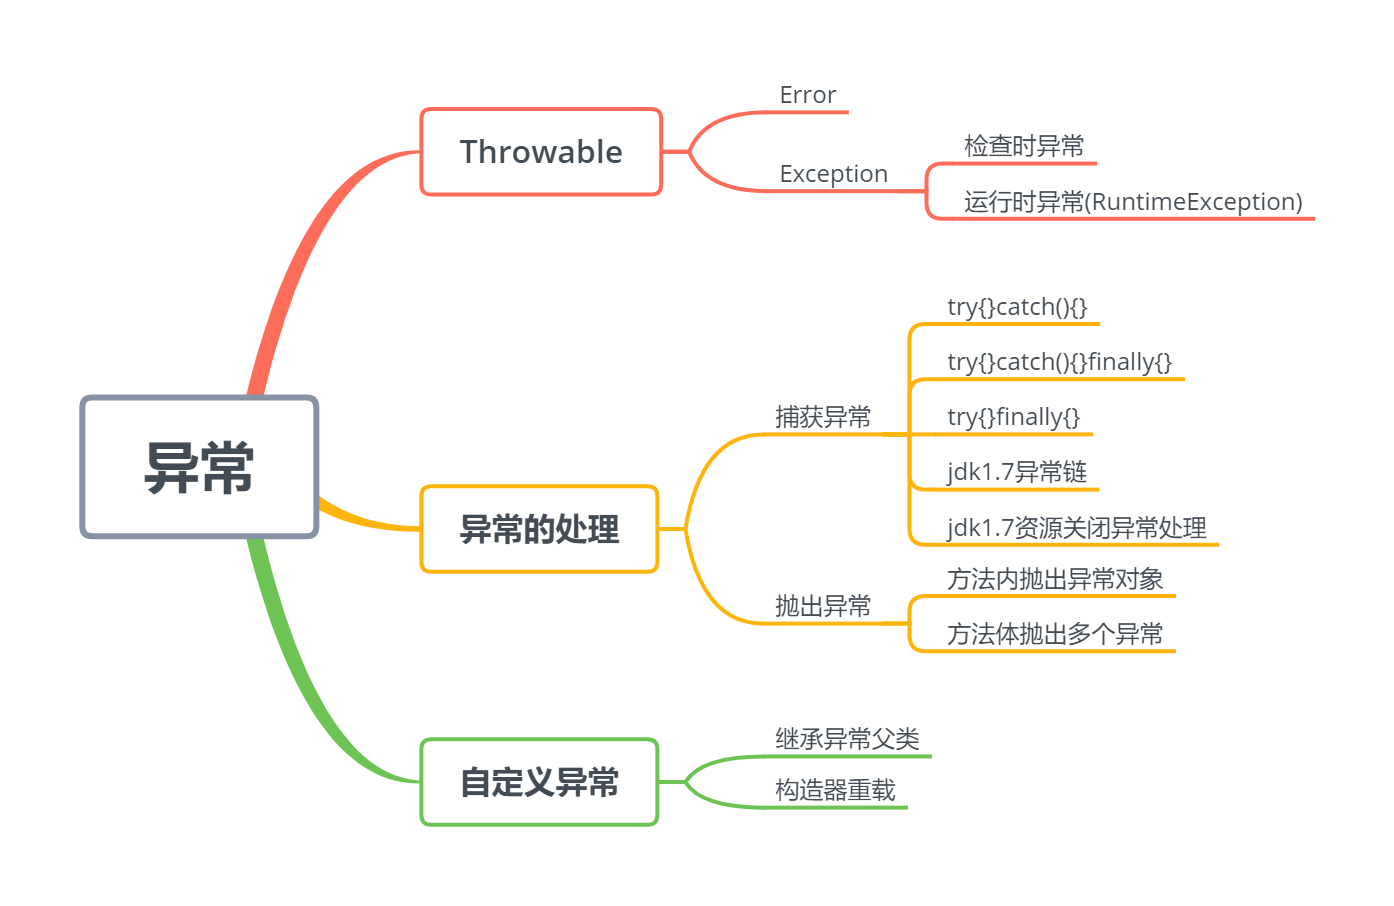 异常
Throwable
Error
Exception
检查时异常
运行时异常(RuntimeException)
异常的处理
捕获异常
try{}catch(){}
try{}catch(){}finally{}
try{}finally{}
jdk1.7异常链
jdk1.7资源关闭异常处理
抛出异常
方法内抛出异常对象
方法体抛出多个异常
自定义异常
继承异常父类
构造器重载